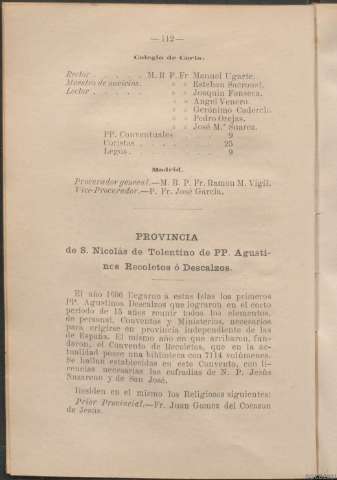 — 112 —
Colegio de Coria.
Rector . . . . . . M. R P. Fr Manuel Ugarte.
Maestro de novicios. » » Esteban Sacroast.
Lector . . . . . . » » Joaquin Fonseca.
» » Angel Venero.
» » Gerónimo
» » Pedro Orejas.
» » José M.ª Suarez.
PP. Conventuales . . . . 9
Coristas . . . . . . . 25
Legos . . . . . . . . 9
Madrid.
Procurador general.—M. R. P. Fr. Ramon M. Vigil.
Vice-Procurador.—P. Fr. José García.
PROVINCIA
de S. Nicolás de Tolentino de PP. Agusti-
nos Recoletos ó Descalzos.
El año 1606 llegaron á estas Islas los primeros
PP. Agustinos Descalzos que lograron en el corto
periodo de 15 años reunir todos los elementos,
de personal, Conventos y Ministerios, necesarios
para erigirse en provincia independiente de las
de España. El mismo año en que arribaron, fun-
daron, el Convento de Recoletos, que en la ac-
tualidad posee una biblioteca con 7114 volúmenes.
Se hallan establecidas en este Convento, con li-
cencias necesarias las cofradias de N. P. Jesús
Nazareno y de San José.
Residen en el mismo los Religiosos siguientes:
Prior Provincial.—Fr. Juan Gomez del Corazon
de Jesús.